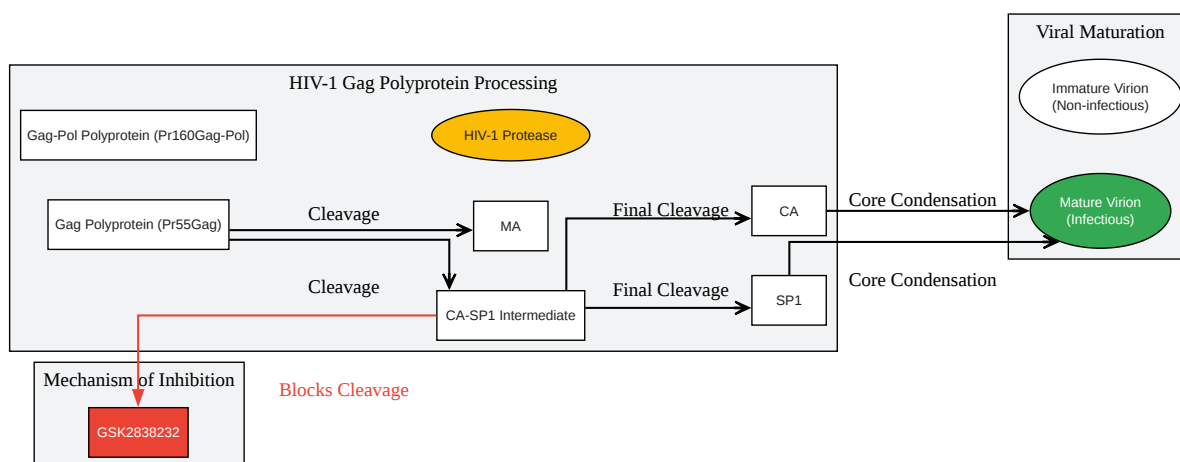 Viral Maturation
HIV-1 Gag Polyprotein Processing
Immature Virion
(Non-infectious)
Gag-Pol Polyprotein (Pr160Gag-Pol)
HIV-1 Protease
Gag Polyprotein (Pr55Gag)
Cleavage
MA
Final Cleavage
CA
Core Condensation
Mature Virion
(Infectious)
Cleavage
CA-SP1 Intermediate
Final Cleavage
SP1
Core Condensation
Mechanism of Inhibition
Blocks Cleavage
GSK2838232